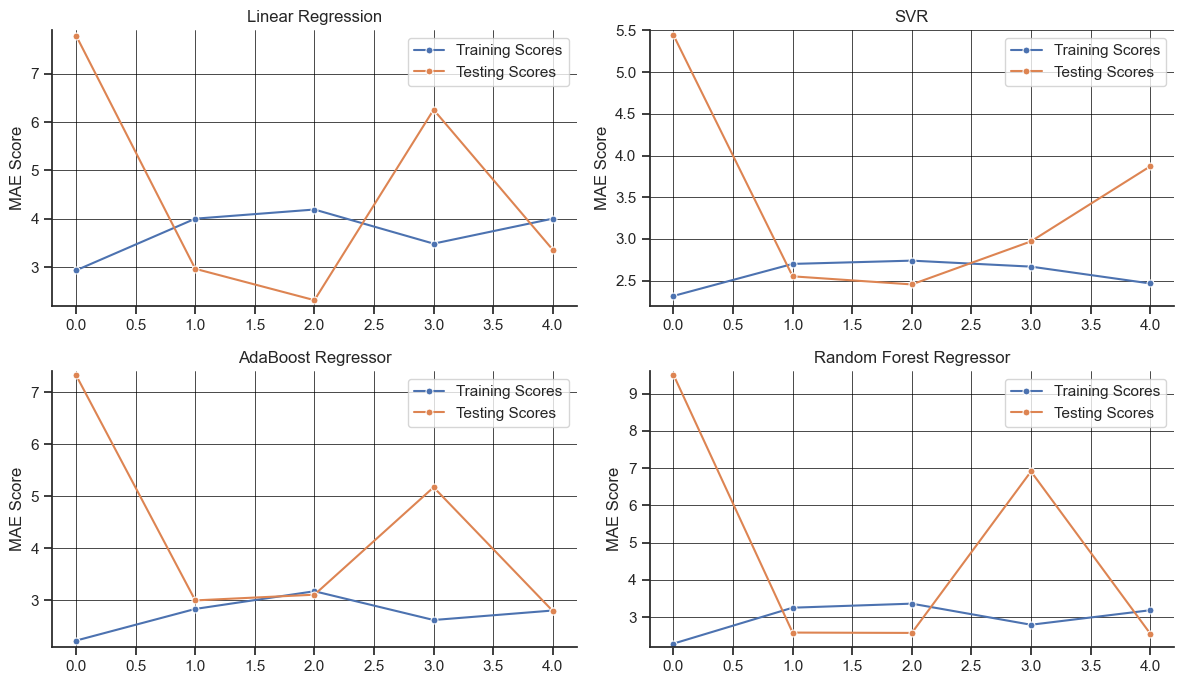 Linear Regression
MAE Score
7
6
5
4
3
Training Scores
Testing Scores
0.0 0.5 1.0 1.5 2.0 2.5 3.0 3.5 4.0
SVR
MAE Score
5.5
5.0
4.5
4.0
3.5
3.0
2.5
Training Scores
Testing Scores
0.0 0.5 1.0 1.5 2.0 2.5 3.0 3.5 4.0
AdaBoost Regressor
MAE Score
7
6
5
4
3
Training Scores
Testing Scores
0.0 0.5 1.0 1.5 2.0 2.5 3.0 3.5 4.0
Random Forest Regressor
MAE Score
9
8
7
6
5
4
3
Training Scores
Testing Scores
0.0 0.5 1.0 1.5 2.0 2.5 3.0 3.5 4.0